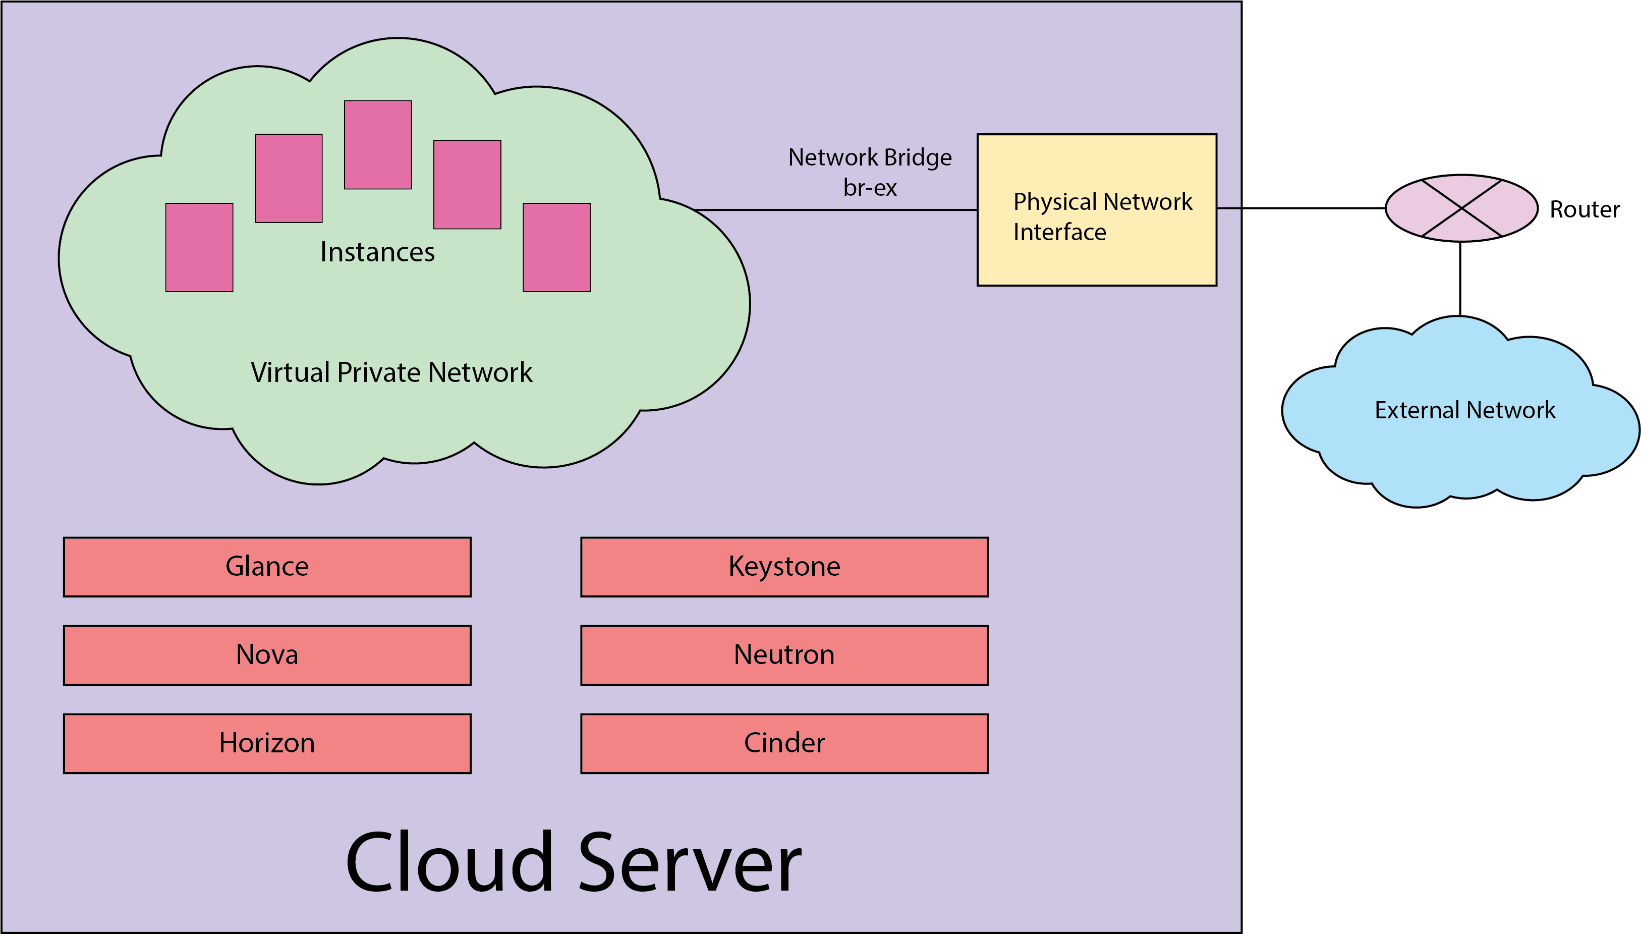 Network Bridge
br-ex
Physical Network
Interface
Router
Instances
Virtual Private Network
External Network
Glance
Keystone
Nova
Neutron
Horizon
Cinder
Cloud Server